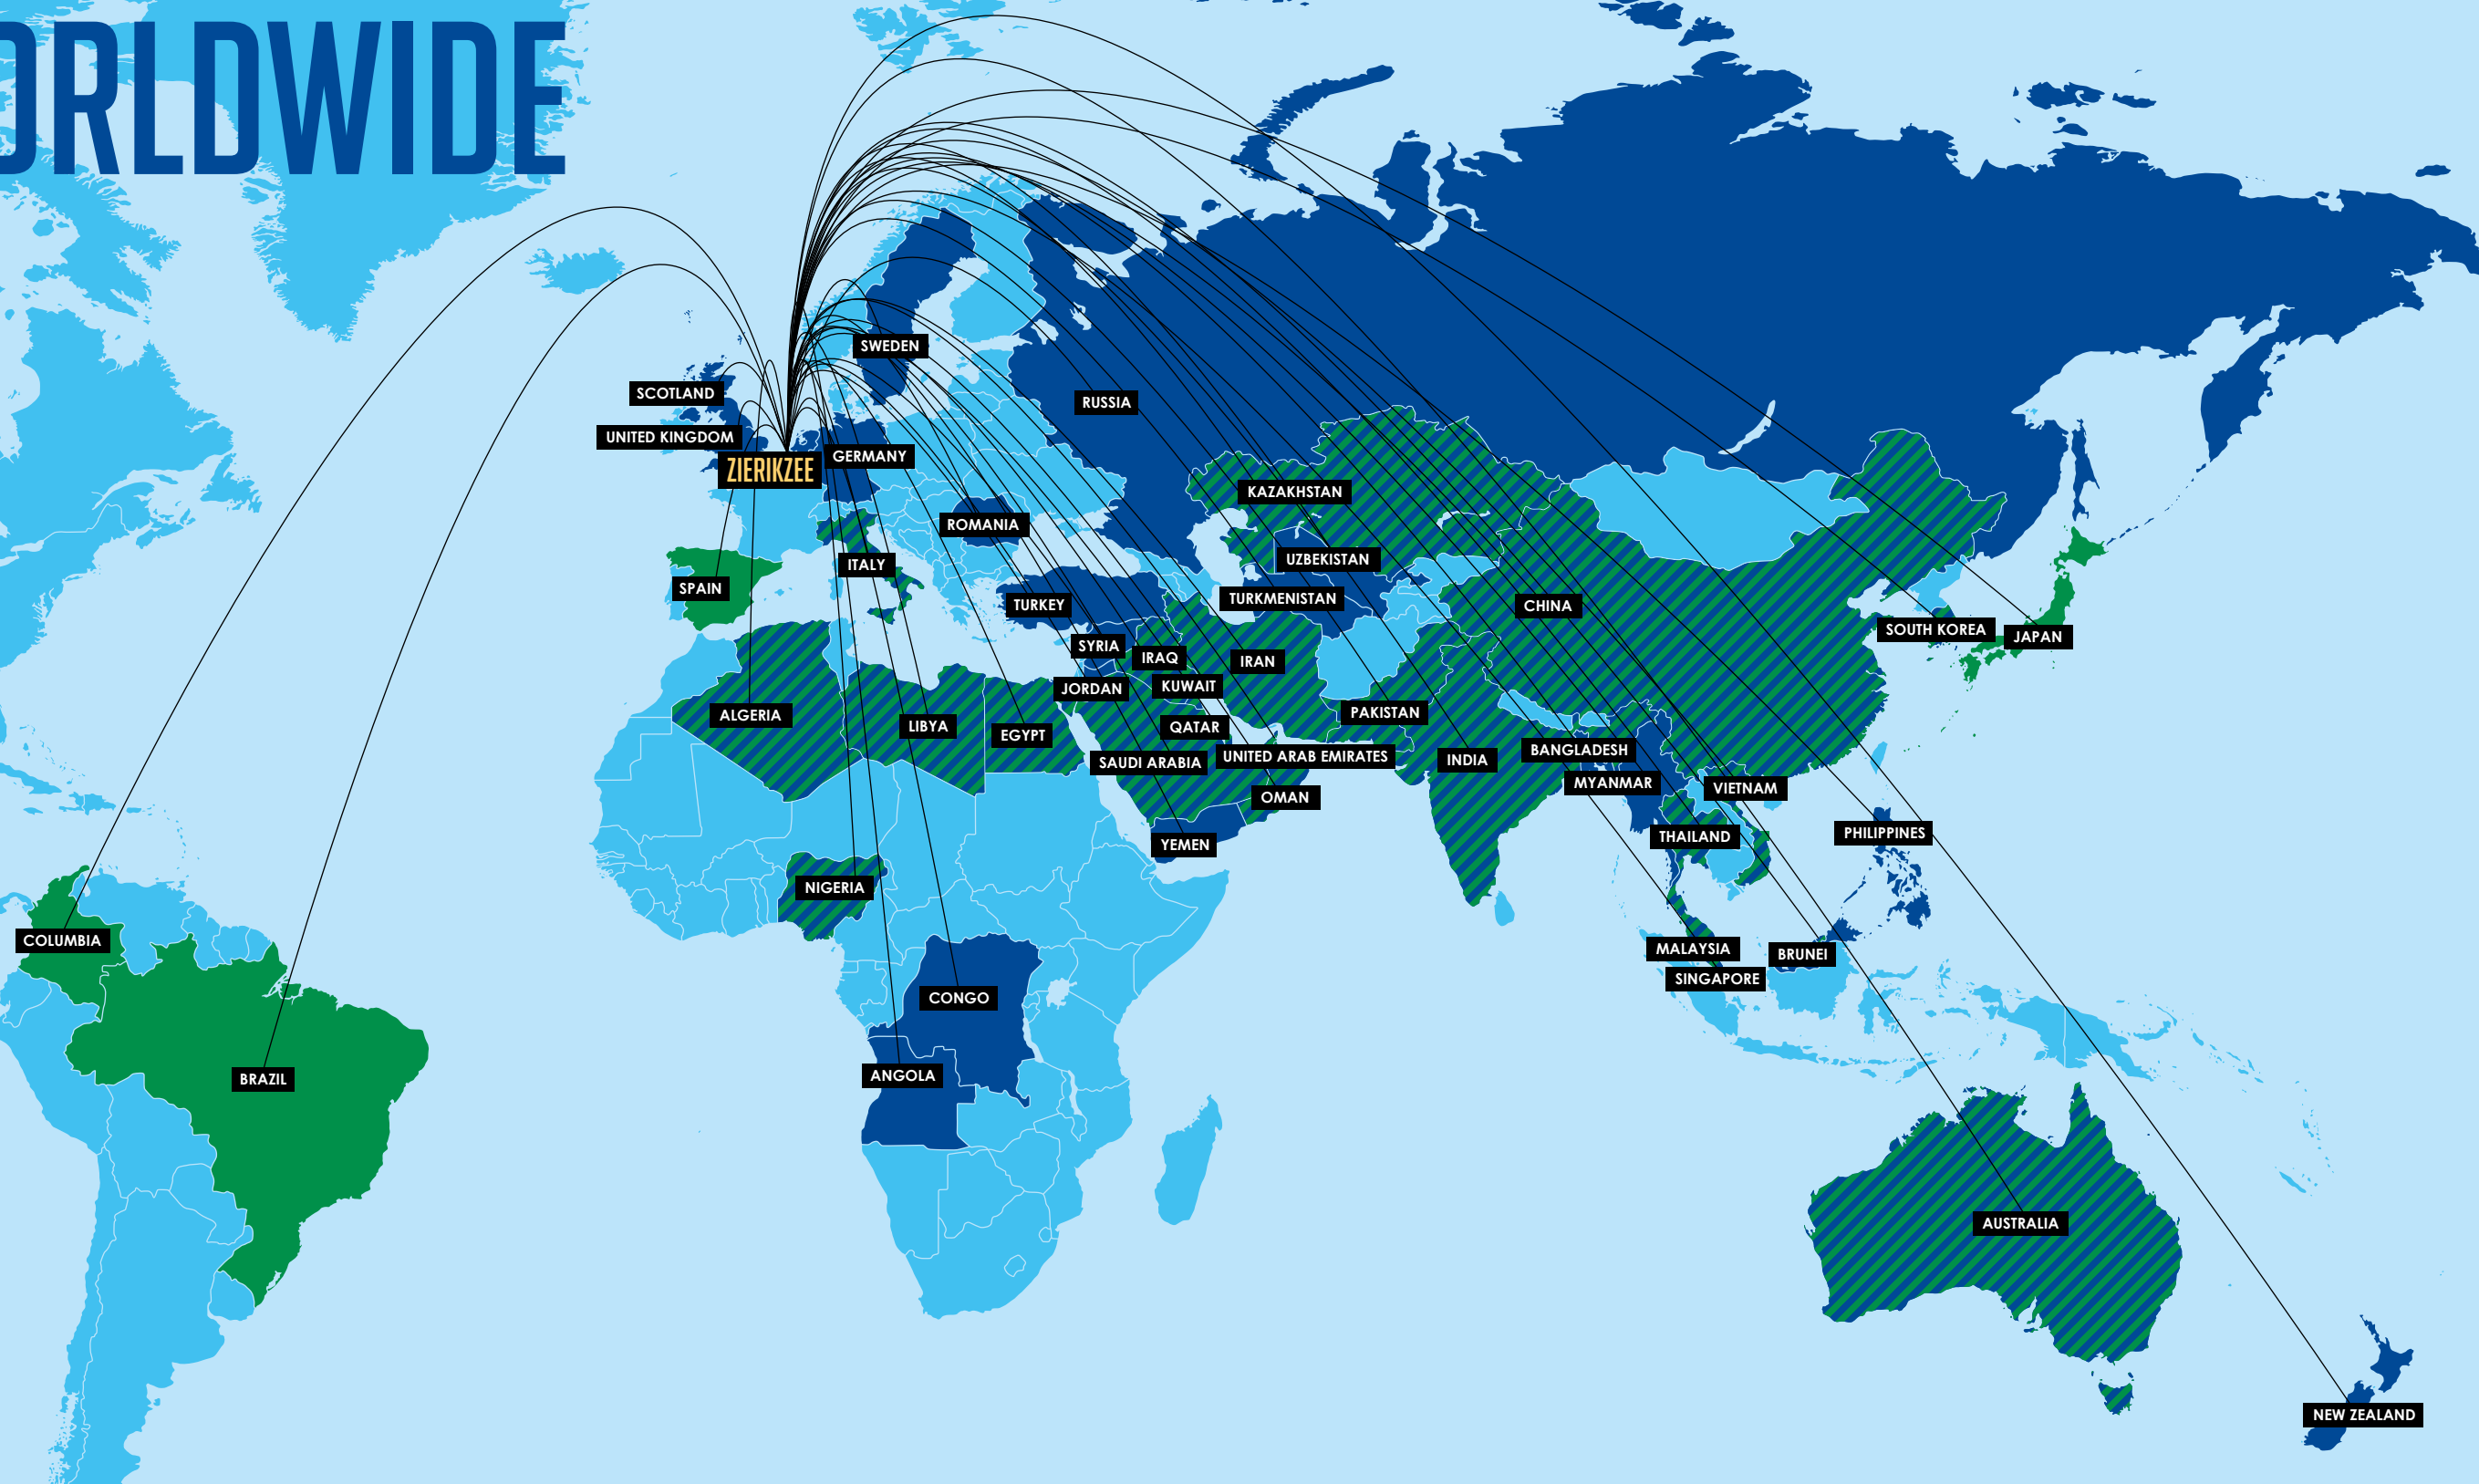 ORLDWIDE
SWEDEN
SCOTLAND
RUSSIA
UNITED KINGDOM
GERMANY
ZIERIKZEE
KAZAKHSTAN
ROMANIA
UZBEKISTAN
ITALY
SPAIN
TURKMENISTAN
TURKEY
CHINA
SOUTH KOREA
JAPAN
SYRIA
IRAQ
IRAN
JORDAN
KUWAIT
ALGERIA
PAKISTAN
LIBYA
QATAR
EGYPT
BANGLADESH
UNITED ARAB EMIRATES
INDIA
SAUDI ARABIA
MYANMAR
VIETNAM
OMAN
PHILIPPINES
THAILAND
YEMEN
NIGERIA
COLUMBIA
MALAYSIA
BRUNEI
SINGAPORE
CONGO
ANGOLA
BRAZIL
AUSTRALIA
NEW ZEALAND